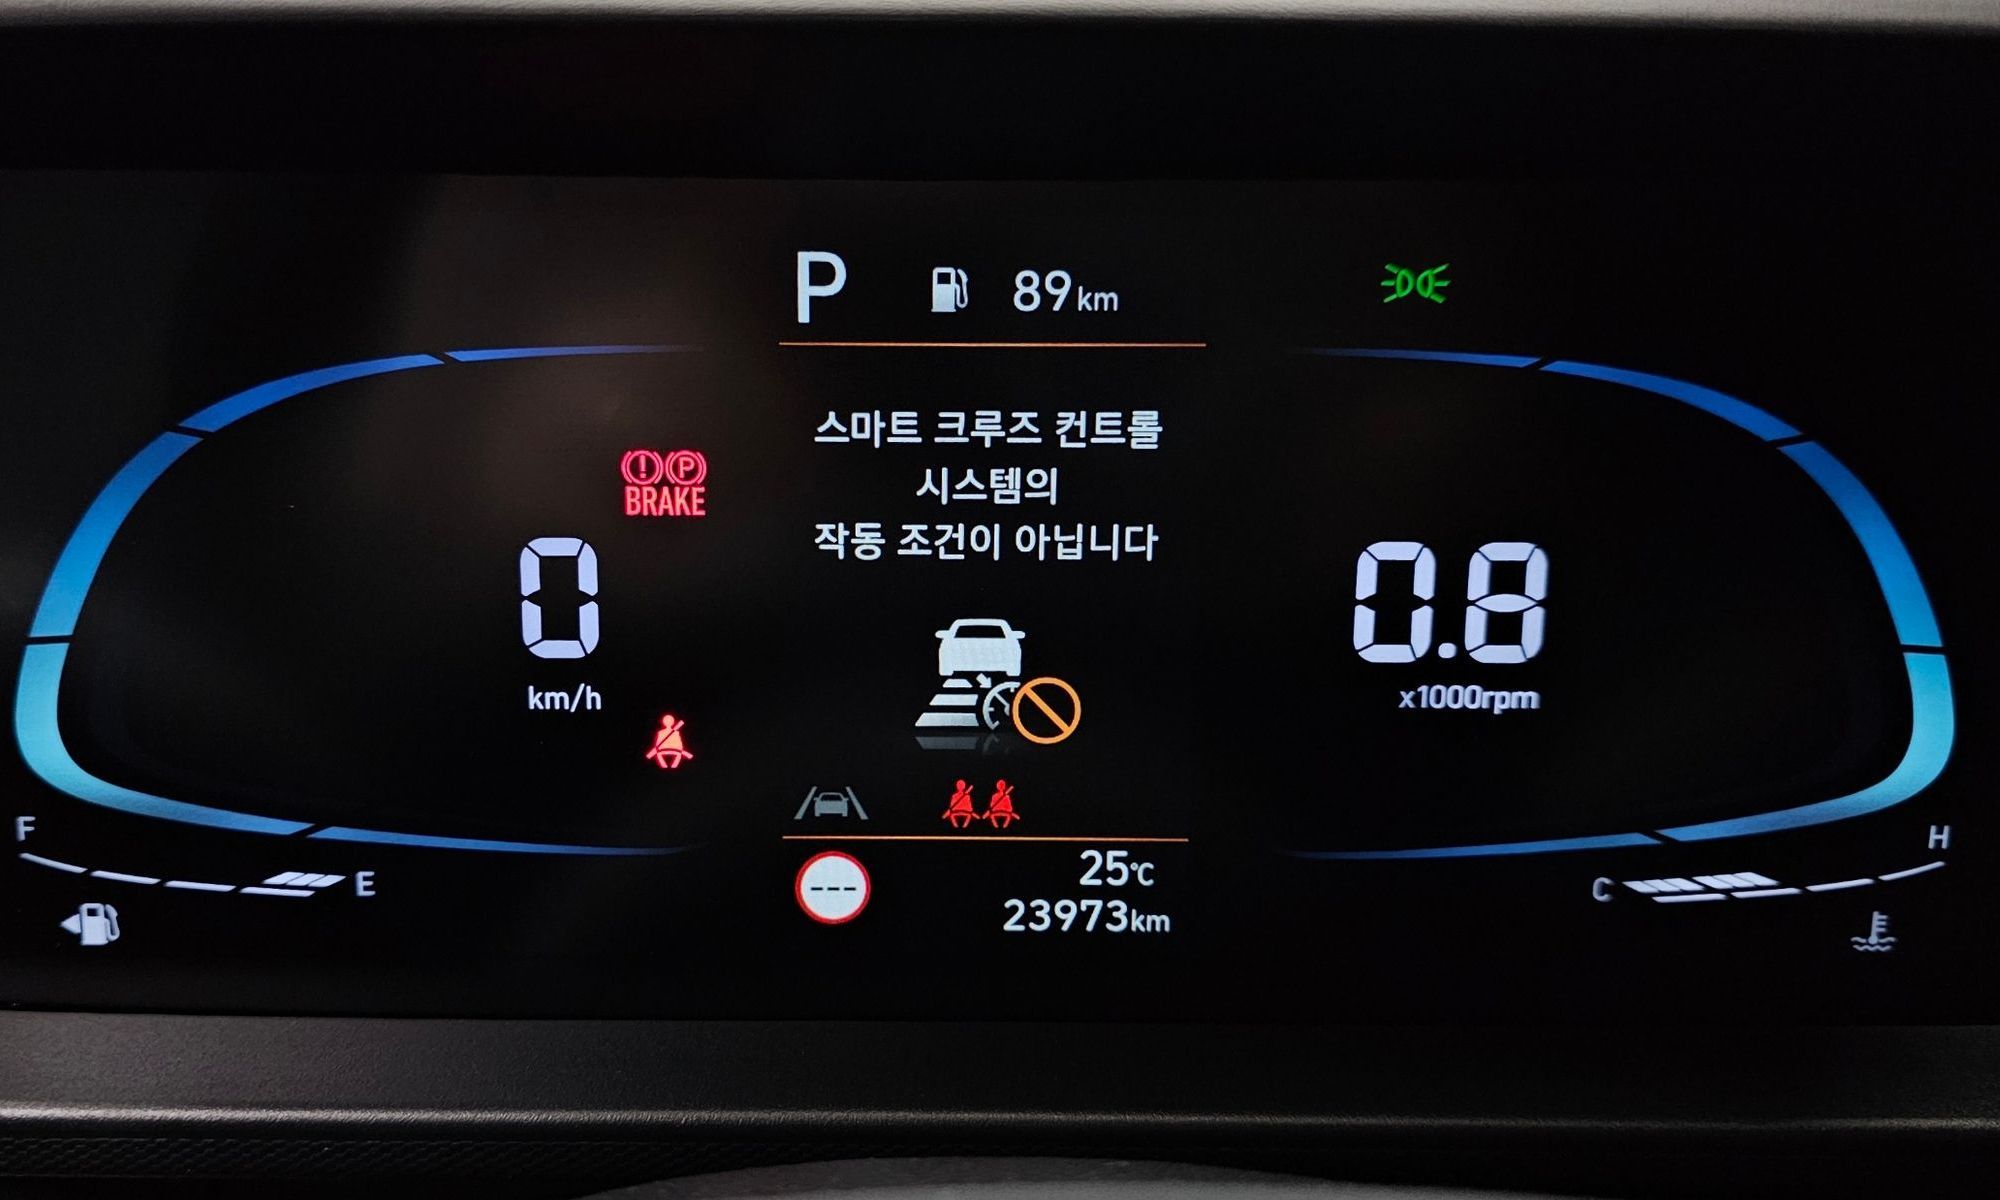 P 89km
스마트 크루즈 컨트롤
시스템의
작동 조건이 아닙니다
! P
BRAKE
0
km/h
0.8
x1000rpm
F
E
C
H
---
25℃
23973km